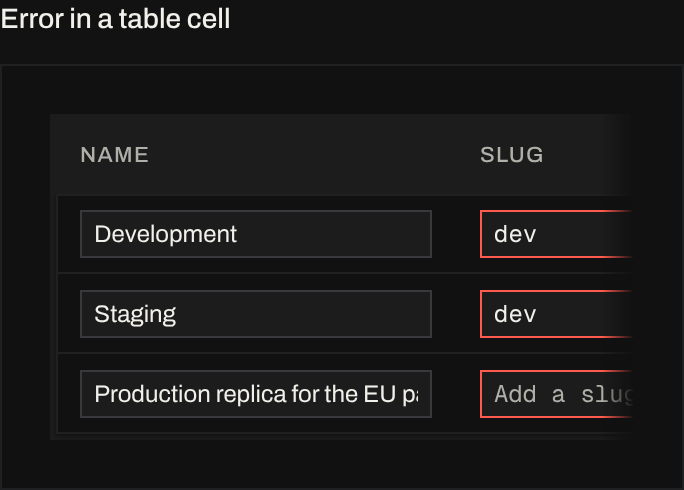 Error in a table cell
NAME SLUG
Development dev
Staging dev
Production replica for the EU Add a slug